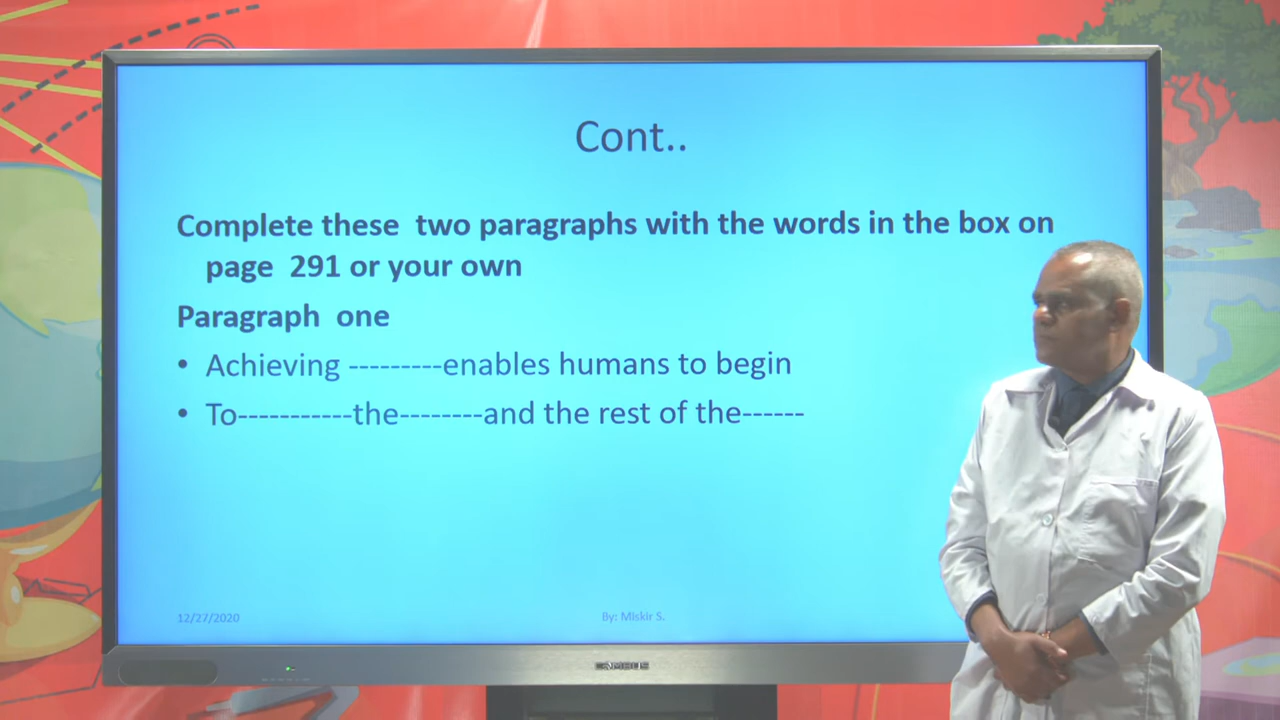 Cont..
Complete these two paragraphs with the words in the box on
page 291 or your own
Paragraph one
• Achieving ---------enables humans to begin
• To-----------the--------and the rest of the------
12/27/2020
By: Miskir S.